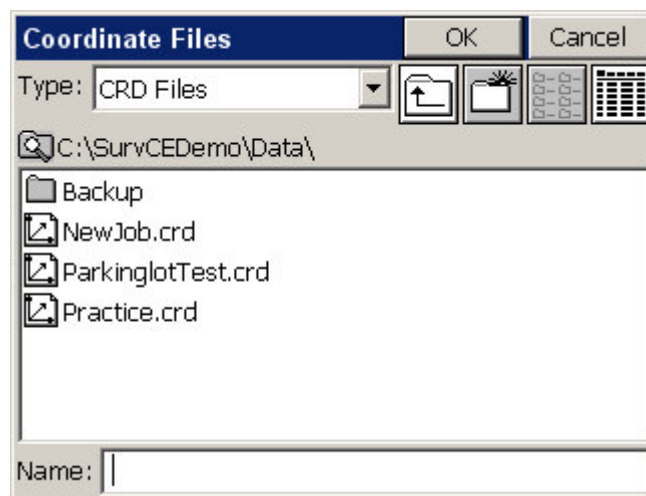 Coordinate Files OK Cancel
Type: CRD Files
C:\SurvCEDemo\Data\
Backup
NewJob.crd
ParkinglotTest.crd
Practice.crd
Name: